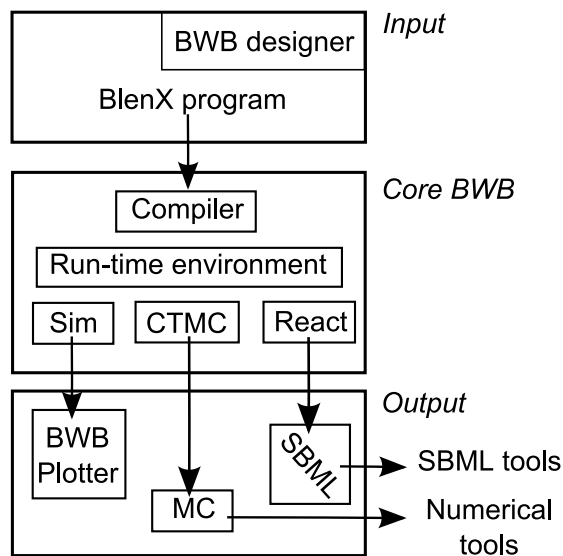 BWB designer
Input
BlenX program
Compiler
Core BWB
Run-time environment
Sim
CTMC
React
Output
BWB
Plotter
SBML
SBML tools
MC
Numerical
tools